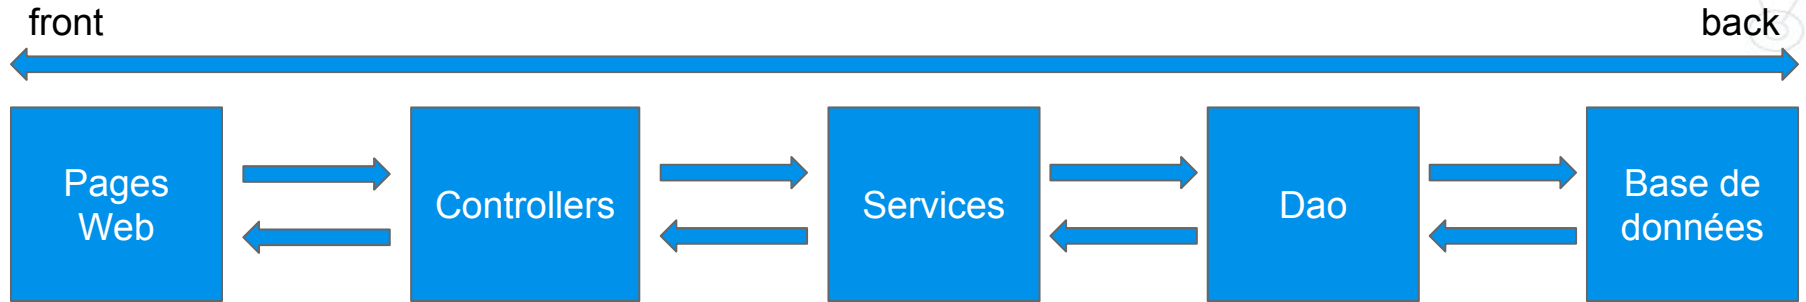 front
back
Pages
Web
Controllers
Services
Dao
Base de
données